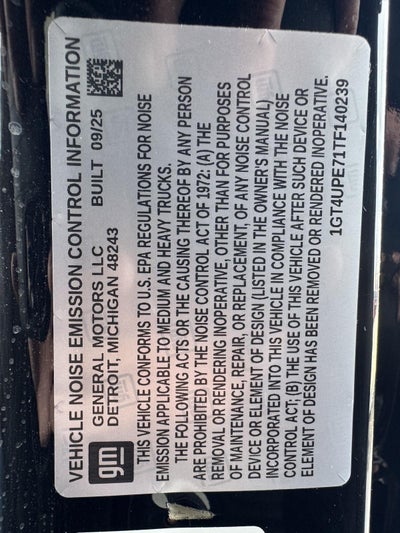 VEHICLE NOISE EMISSION CONTROL INFORMATION
gm
GENERAL MOTORS LLC
DETROIT, MICHIGAN 48243
BUILT 09/25
THIS VEHICLE CONFORMS TO U.S. EPA REGULATIONS FOR NOISE
EMISSION APPLICABLE TO MEDIUM AND HEAVY TRUCKS.
THE FOLLOWING ACTS OR THE CAUSING THEREOF BY ANY PERSON
ARE PROHIBITED BY THE NOISE CONTROL ACT OF 1972: (A) THE
REMOVAL OR RENDERING INOPERATIVE, OTHER THAN FOR PURPOSES
OF MAINTENANCE, REPAIR, OR REPLACEMENT, OF ANY NOISE CONTROL
DEVICE OR ELEMENT OF DESIGN (LISTED IN THE OWNER'S MANUAL)
INCORPORATED INTO THIS VEHICLE IN COMPLIANCE WITH THE NOISE
CONTROL ACT; (B) THE USE OF THIS VEHICLE AFTER SUCH DEVICE OR
ELEMENT OF DESIGN HAS BEEN REMOVED OR RENDERED INOPERATIVE.
1GT4UPE71TF140239